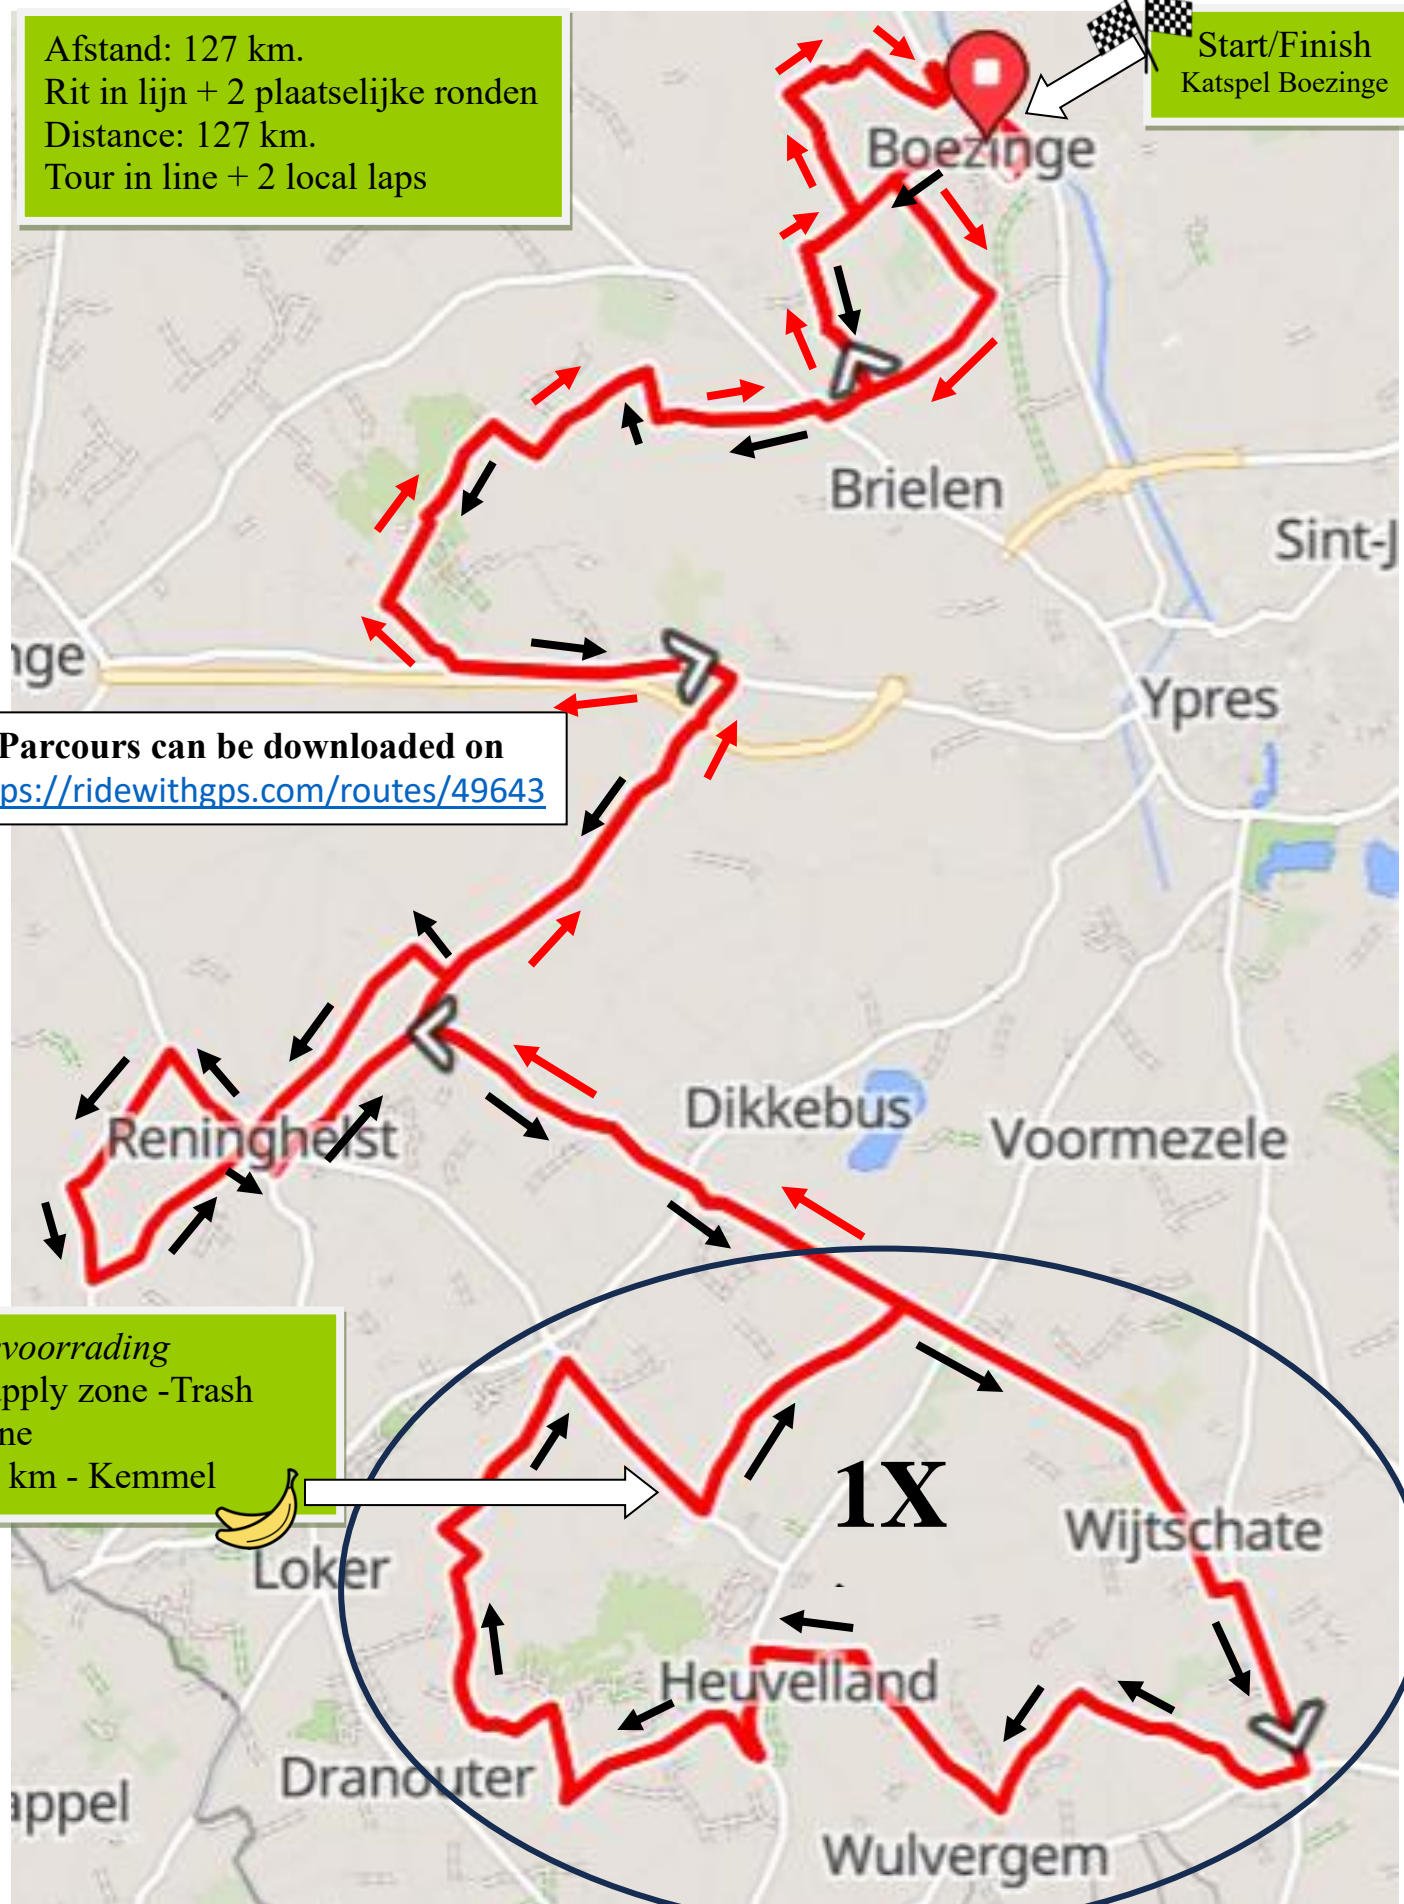 Afstand: 127 km.
Rit in lijn + 2 plaatselijke ronden
Distance: 127 km.
Tour in line + 2 local laps
Start/Finish
Katspel Boezinge
Boezinge
Brielen
Sint-J
nge
Ypres
Parcours can be downloaded on
ps://ridewithgps.com/routes/49643
Dikkebus
Reninghelst
Voormezele
voorrading
pply zone -Trash
ne
km - Kemmel
1X
Wijtschate
Loker
Heuvelland
Dranouter
appel
Wulvergem